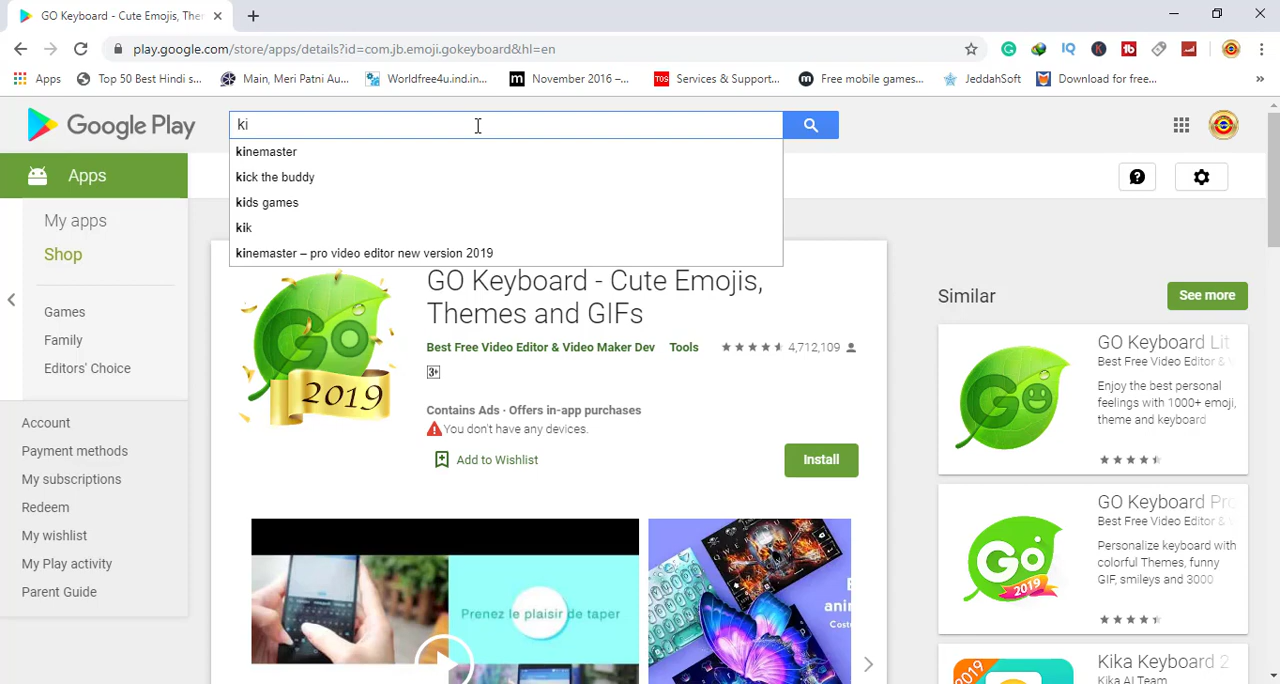 GO Keyboard - Cute Emojis, The
play.google.com/store/apps/details?id=com.jb.emoji.gokeyboard&hl=en
Apps Top 50 Best Hindi s... Main, Meri Patni Au... Worldfree4u.ind.in... November 2016 –... TOS Services & Support... Free mobile games... JeddahSoft Download for free... »
Google Play
ki
kinemaster
kick the buddy
kids games
kik
kinemaster – pro video editor new version 2019
Apps
My apps
Shop
Games
Family
Editors' Choice
Account
Payment methods
My subscriptions
Redeem
My wishlist
My Play activity
Parent Guide
GO
2019
GO Keyboard - Cute Emojis,
Themes and GIFs
Best Free Video Editor & Video Maker Dev Tools 4,712,109
3+
Contains Ads · Offers in-app purchases
You don't have any devices.
Add to Wishlist
Install
Prenez le plaisir de taper
Similar
See more
GO Keyboard Lit
Best Free Video Editor &
Enjoy the best personal
feelings with 1000+ emoji,
theme and keyboard
GO Keyboard Pro
Best Free Video Editor &
Personalize keyboard with
colorful Themes, funny
GIF, smileys and 3000
Go
2019
Kika Keyboard 2
Kika AI Team
2019